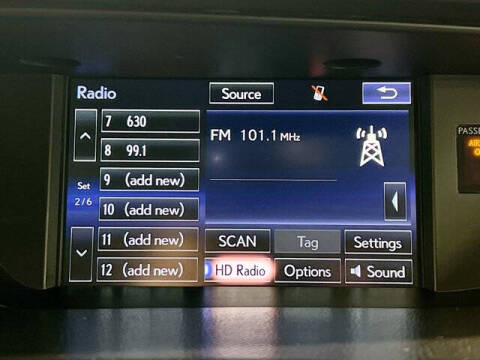 Radio
Source
7 630
8 99.1
FM 101.1 MHz
Set
2/6
9 (add new)
10 (add new)
11 (add new)
12 (add new)
SCAN
Tag
Settings
HD Radio
Options
Sound
PASSE